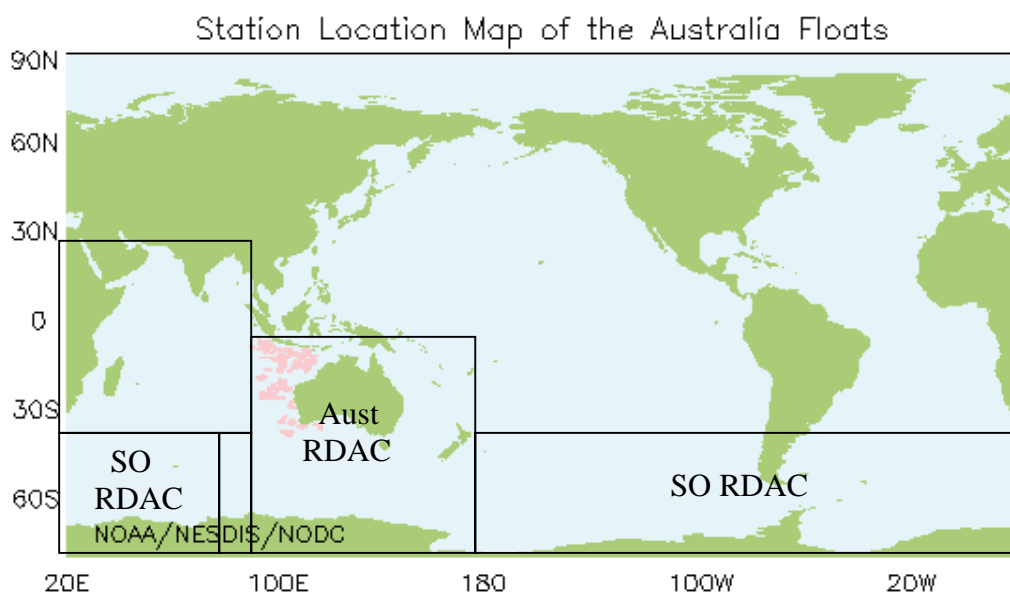 Station Location Map of the Australia Floats
90N
60N
30N
0
30S
60S
Aust
RDAC
SO
RDAC
SO RDAC
NOAA/NESDIS/NODC
20E 100E 180 100W 20W